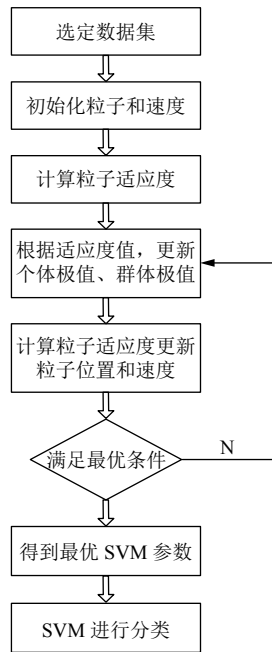 选定数据集
初始化粒子和速度
计算粒子适应度
根据适应度值，更新
个体极值、群体极值
计算粒子适应度更新
粒子位置和速度
满足最优条件
N
得到最优 SVM 参数
SVM 进行分类